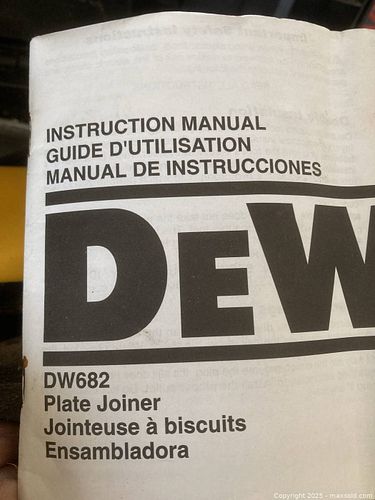 INSTRUCTION MANUAL
GUIDE D'UTILISATION
MANUAL DE INSTRUCCIONES
DEW
DW682
Plate Joiner
Jointeuse à biscuits
Ensambladora
Copyright 2025 - maxsold.com